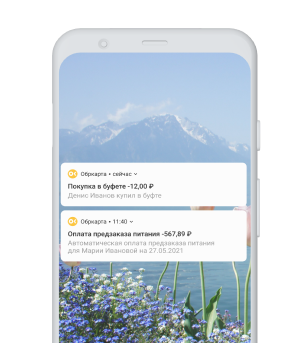 Обркарта • сейчас
Покупка в буфете -12,00 ₽
Денис Иванов купил в буфете
Обркарта • 11:40
Оплата предзаказа питания -567,89 ₽
Автоматическая оплата предзаказа питания
для Марии Ивановой на 27.05.2021